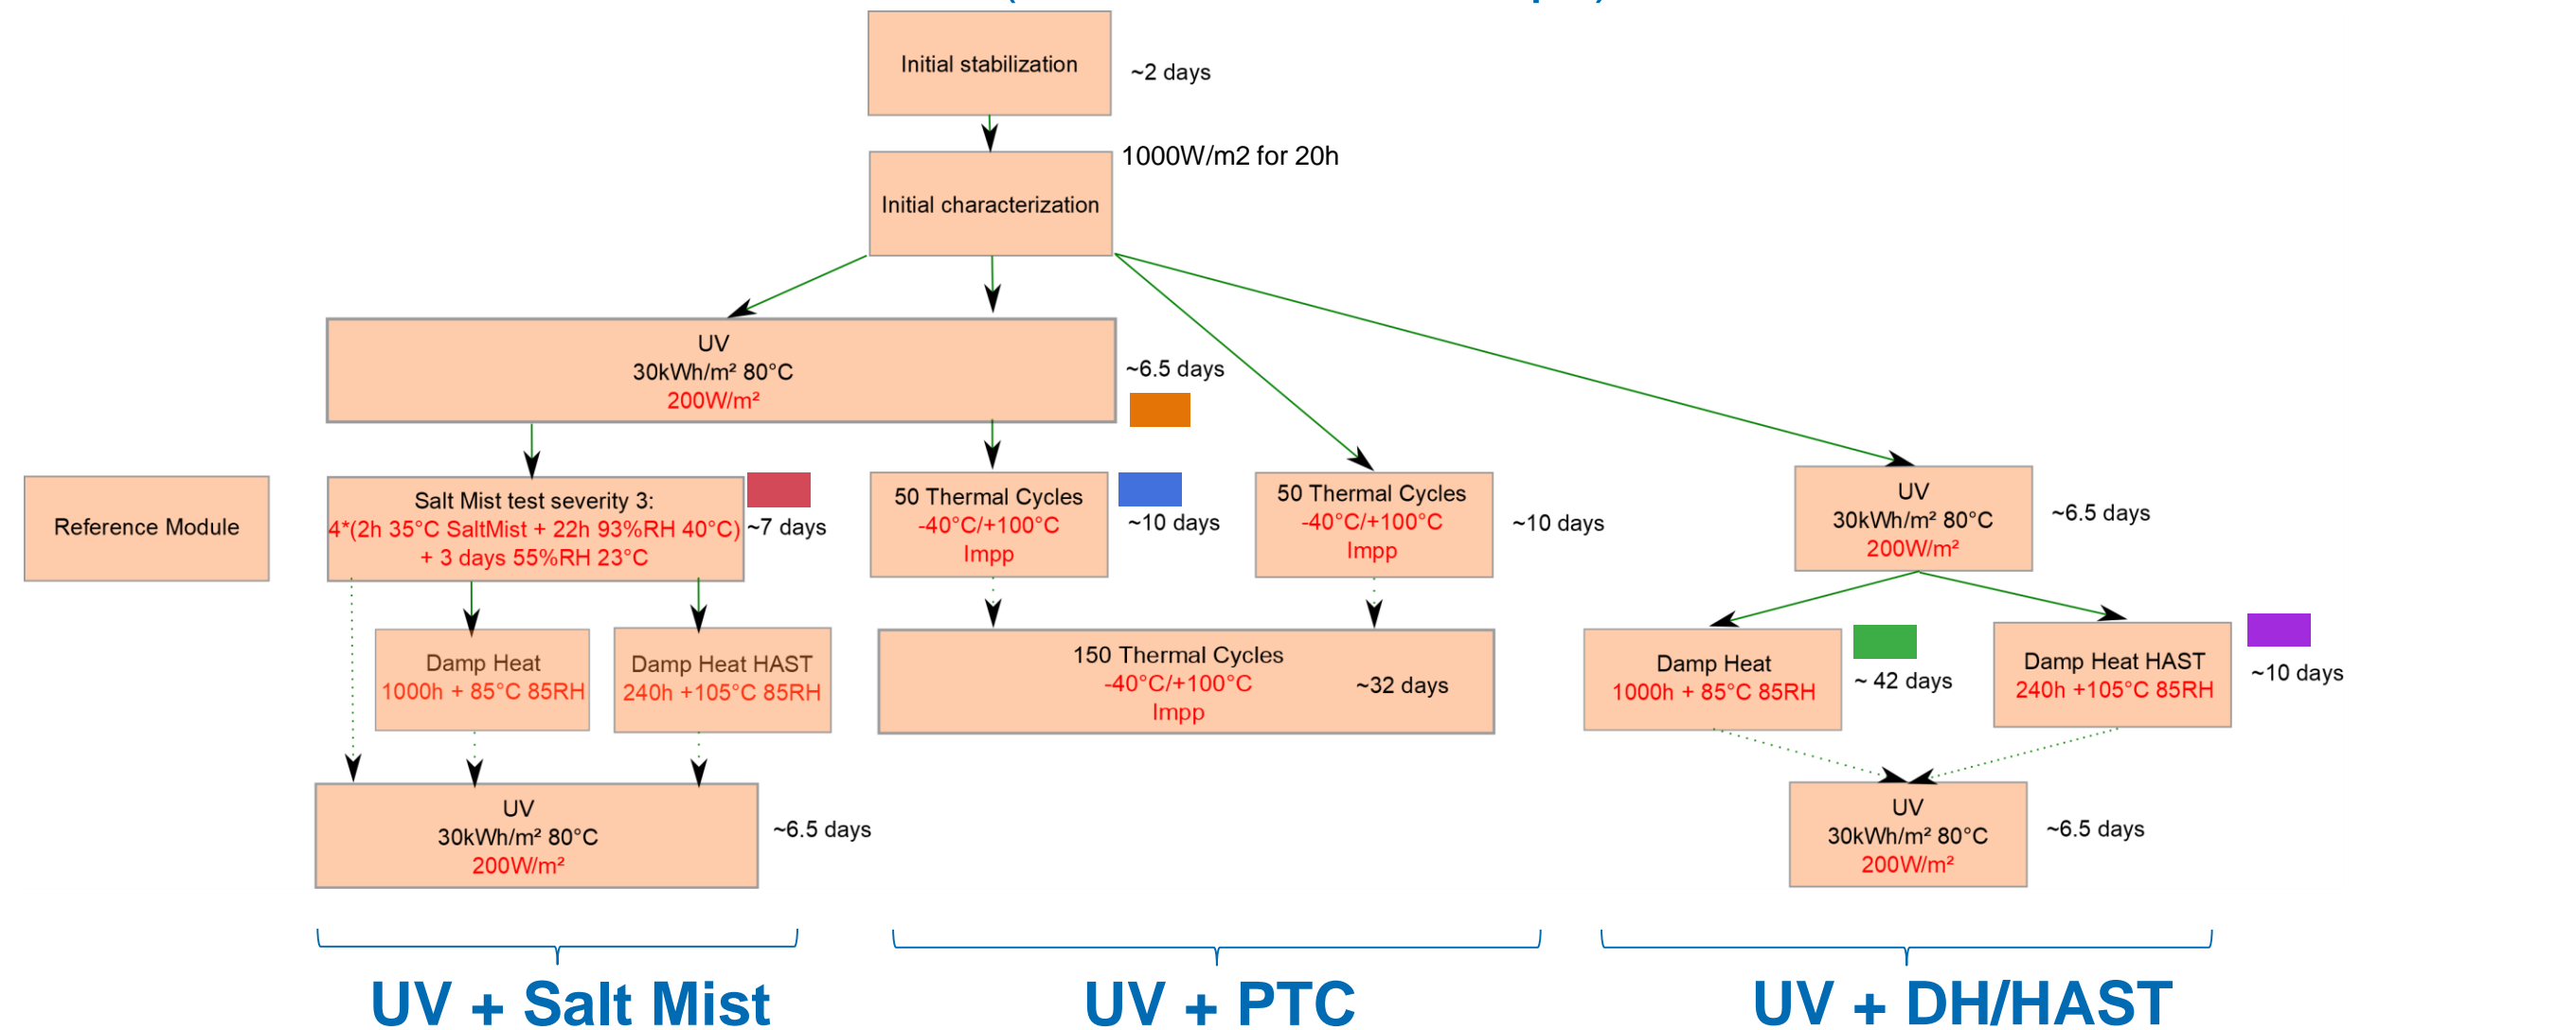 Initial stabilization
~2 days
1000W/m2 for 20h
Initial characterization
UV
30kWh/m² 80°C
200W/m²
~6.5 days
Reference Module
Salt Mist test severity 3:
4*(2h 35°C SaltMist + 22h 93%RH 40°C)
+ 3 days 55%RH 23°C
~7 days
50 Thermal Cycles
-40°C/+100°C
Impp
~10 days
50 Thermal Cycles
-40°C/+100°C
Impp
~10 days
UV
30kWh/m² 80°C
200W/m²
~6.5 days
Damp Heat
1000h + 85°C 85RH
Damp Heat HAST
240h +105°C 85RH
150 Thermal Cycles
-40°C/+100°C
Impp
~32 days
Damp Heat
1000h + 85°C 85RH
~ 42 days
Damp Heat HAST
240h +105°C 85RH
~10 days
UV
30kWh/m² 80°C
200W/m²
~6.5 days
UV
30kWh/m² 80°C
200W/m²
~6.5 days
UV + Salt Mist
UV + PTC
UV + DH/HAST